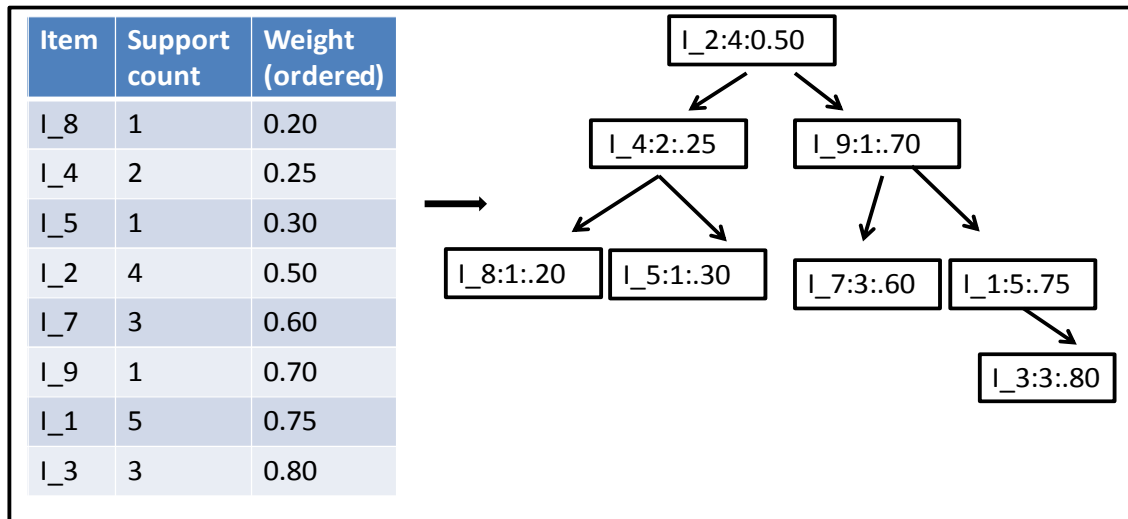 Item Support count Weight (ordered)
I_8 1 0.20
I_4 2 0.25
I_5 1 0.30
I_2 4 0.50
I_7 3 0.60
I_9 1 0.70
I_1 5 0.75
I_3 3 0.80
I_2:4:0.50
I_4:2:.25
I_9:1:.70
I_8:1:.20
I_5:1:.30
I_7:3:.60
I_1:5:.75
I_3:3:.80